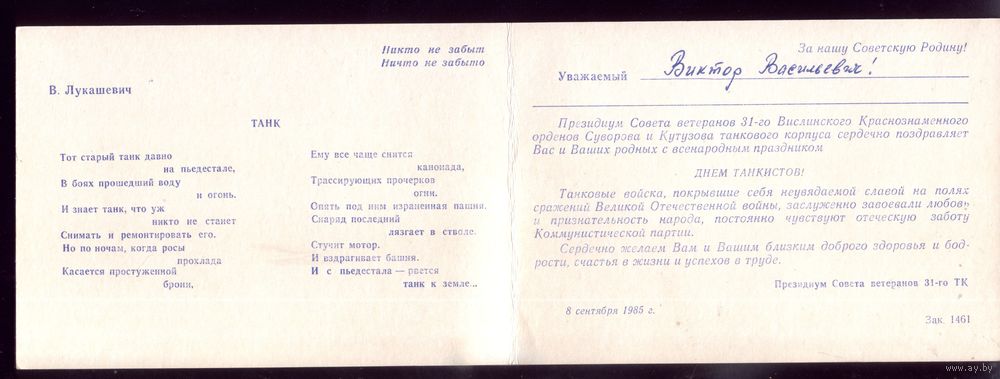 Никто не забыт
Ничто не забыто
В. Лукашевич
ТАНК
Тот старый танк давно
на пьедестале,
В боях прошедший воду
и огонь.
И знает танк, что уж
никто не станет
Снимать и ремонтировать его.
Но по ночам, когда росы
прохлада
Касается простуженной
брони,
Ему все чаще снится
канонада,
Трассирующих прочерков
огни.
Опять под ним израненная пашня.
Снаряд последний
лязгает в стволе.
Стучит мотор.
И вздрагивает башня.
И с пьедестала — рвется
танк к земле...
За нашу Советскую Родину!
Уважаемый Виктор Васильевич!
Президиум Совета ветеранов 31-го Вислинского Краснознаменного
орденов Суворова и Кутузова танкового корпуса сердечно поздравляет
Вас и Ваших родных с всенародным праздником
ДНЕМ ТАНКИСТОВ!
Танковые войска, покрывшие себя неувядаемой славой на полях
сражений Великой Отечественной войны, заслуженно завоевали любовь
и признательность народа, постоянно чувствуют отеческую заботу
Коммунистической партии.
Сердечно желаем Вам и Вашим близким доброго здоровья и бод-
рости, счастья в жизни и успехов в труде.
Президиум Совета ветеранов 31-го ТК
8 сентября 1985 г.
Зак. 1461
www.ay.by